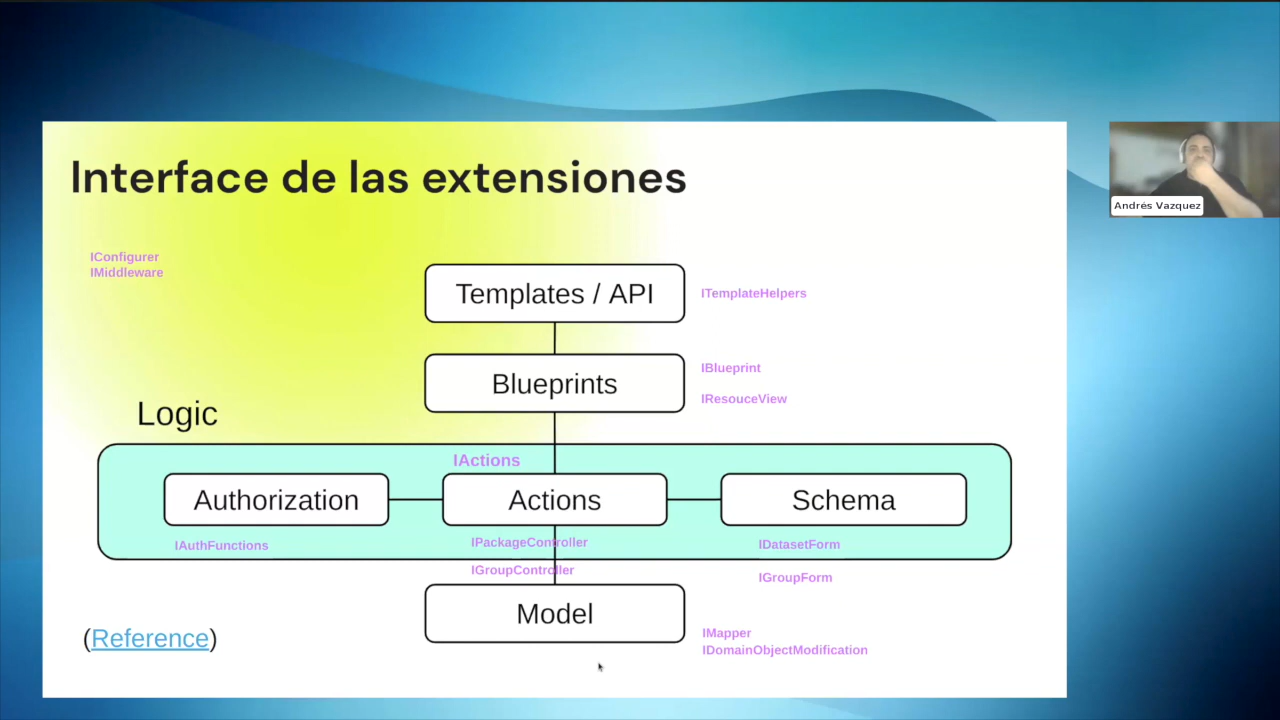 Interface de las extensiones
Andrés Vazquez
IConfigurer
IMiddleware
Templates / API
ITemplateHelpers
Blueprints
IBlueprint
IResouceView
Logic
IActions
Authorization
Actions
Schema
IAuthFunctions
IPackageController
IDatasetForm
IGroupController
IGroupForm
Model
(Reference)
IMapper
IDomainObjectModification